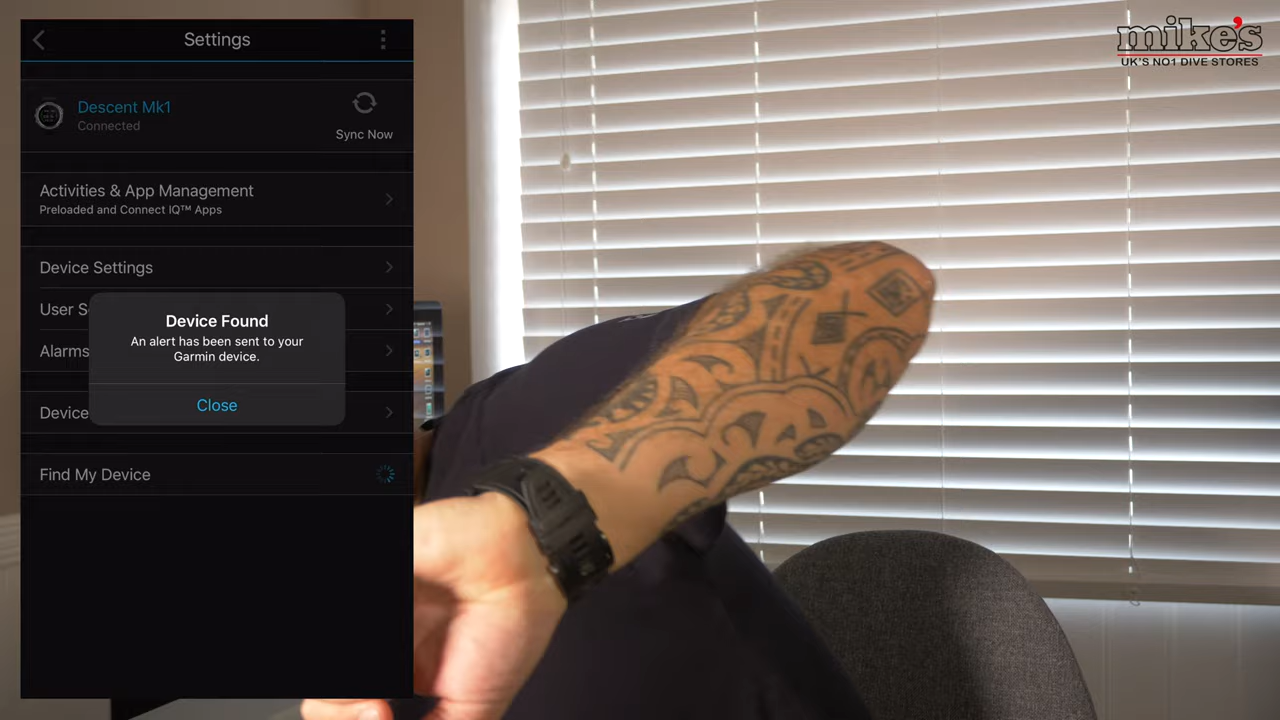 Settings
Descent Mk1
Connected
Sync Now
Activities & App Management
Preloaded and Connect IQ™ Apps
Device Settings
User S
Alarms
Device Found
An alert has been sent to your
Garmin device.
Close
Device
Find My Device
mike's
UK'S NO1 DIVE STORES